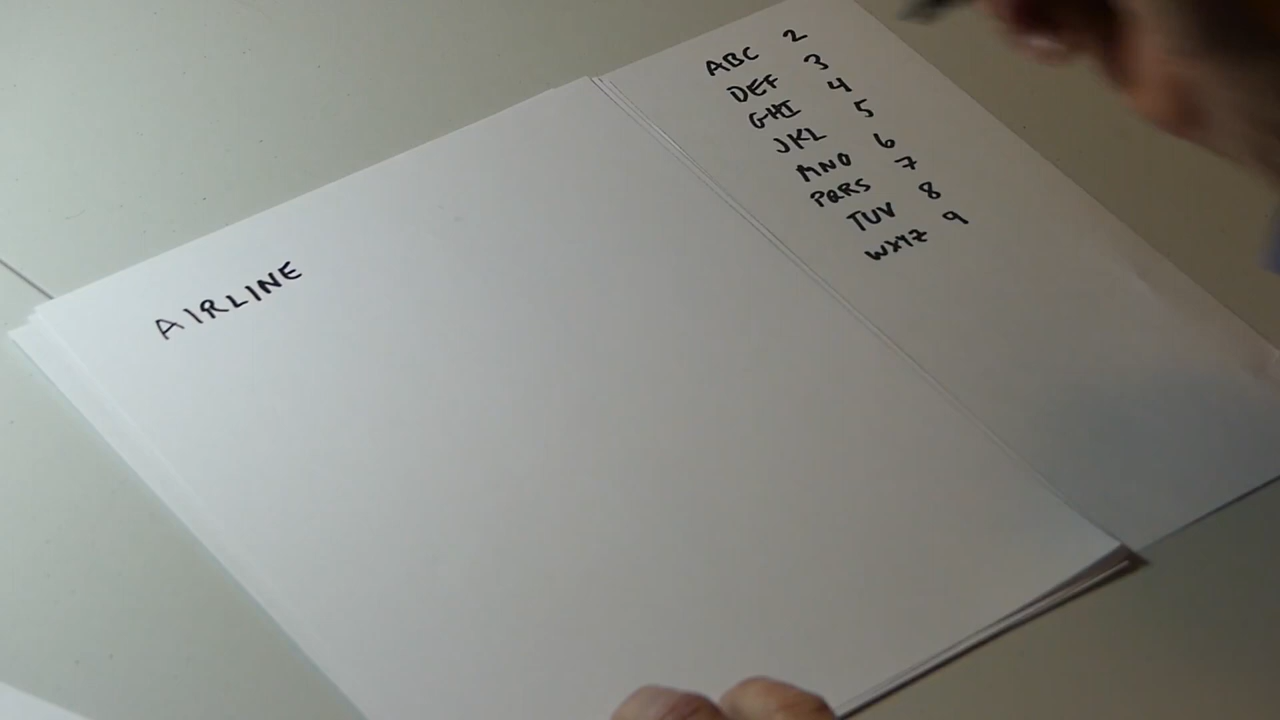 AIRLINE
ABC 2
DEF 3
GHI 4
JKL 5
MNO 6
PQRS 7
TUV 8
WXYZ 9